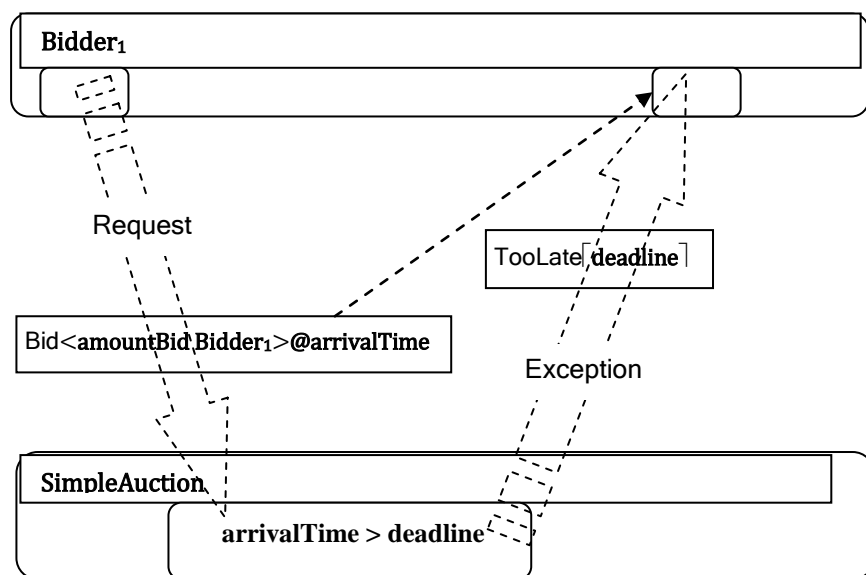 Bidder₁
Request
TooLate⌈deadline⌉
Bid<amountBid, Bidder₁>@arrivalTime
Exception
SimpleAuction
arrivalTime > deadline